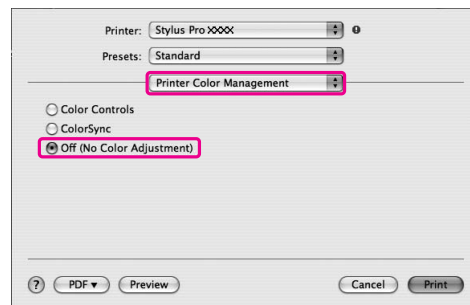 Printer: Stylus Pro XXXX
Presets: Standard
Printer Color Management
Color Controls
ColorSync
Off (No Color Adjustment)
? PDF▼ Preview Cancel Print